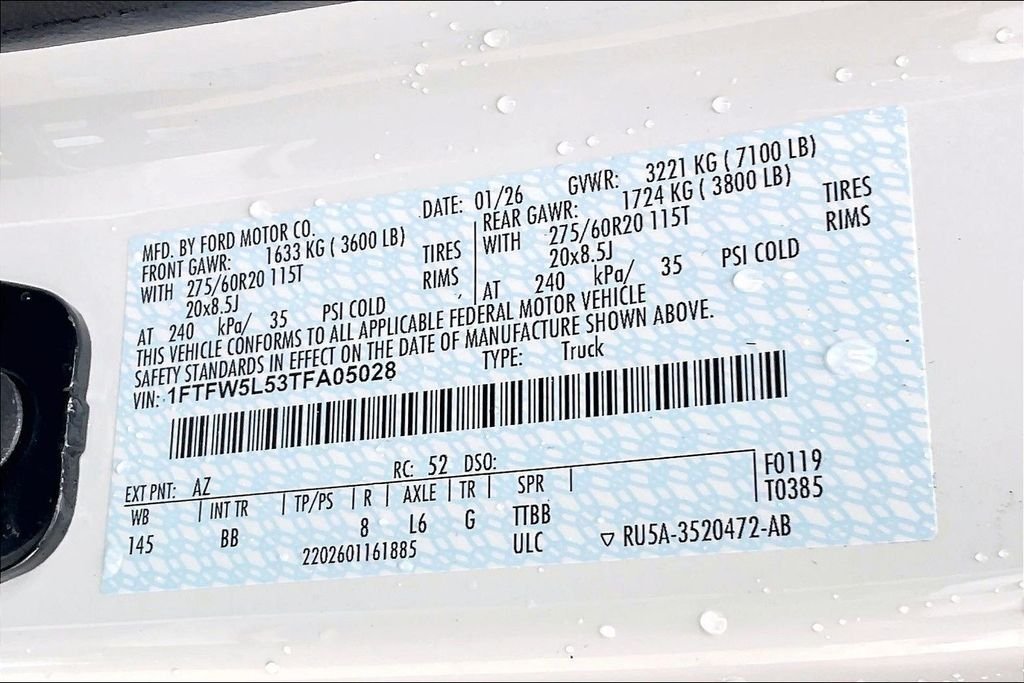 MFD. BY FORD MOTOR CO. DATE: 01/26 GVWR: 3221 KG ( 7100 LB)
FRONT GAWR: 1633 KG ( 3600 LB) REAR GAWR: 1724 KG ( 3800 LB)
WITH 275/60R20 115T TIRES WITH 275/60R20 115T TIRES
20x8.5J RIMS 20x8.5J RIMS
AT 240 kPa/ 35 PSI COLD AT 240 kPa/ 35 PSI COLD
THIS VEHICLE CONFORMS TO ALL APPLICABLE FEDERAL MOTOR VEHICLE
SAFETY STANDARDS IN EFFECT ON THE DATE OF MANUFACTURE SHOWN ABOVE.
VIN: 1FTFW5L53TFA05028 TYPE: Truck
EXT PNT: AZ RC: 52 DSO: F0119
WB INT TR TP/PS R AXLE TR SPR T0385
145 BB 8 L6 G TTBB
2202601161885 ULC ▽ RU5A-3520472-AB